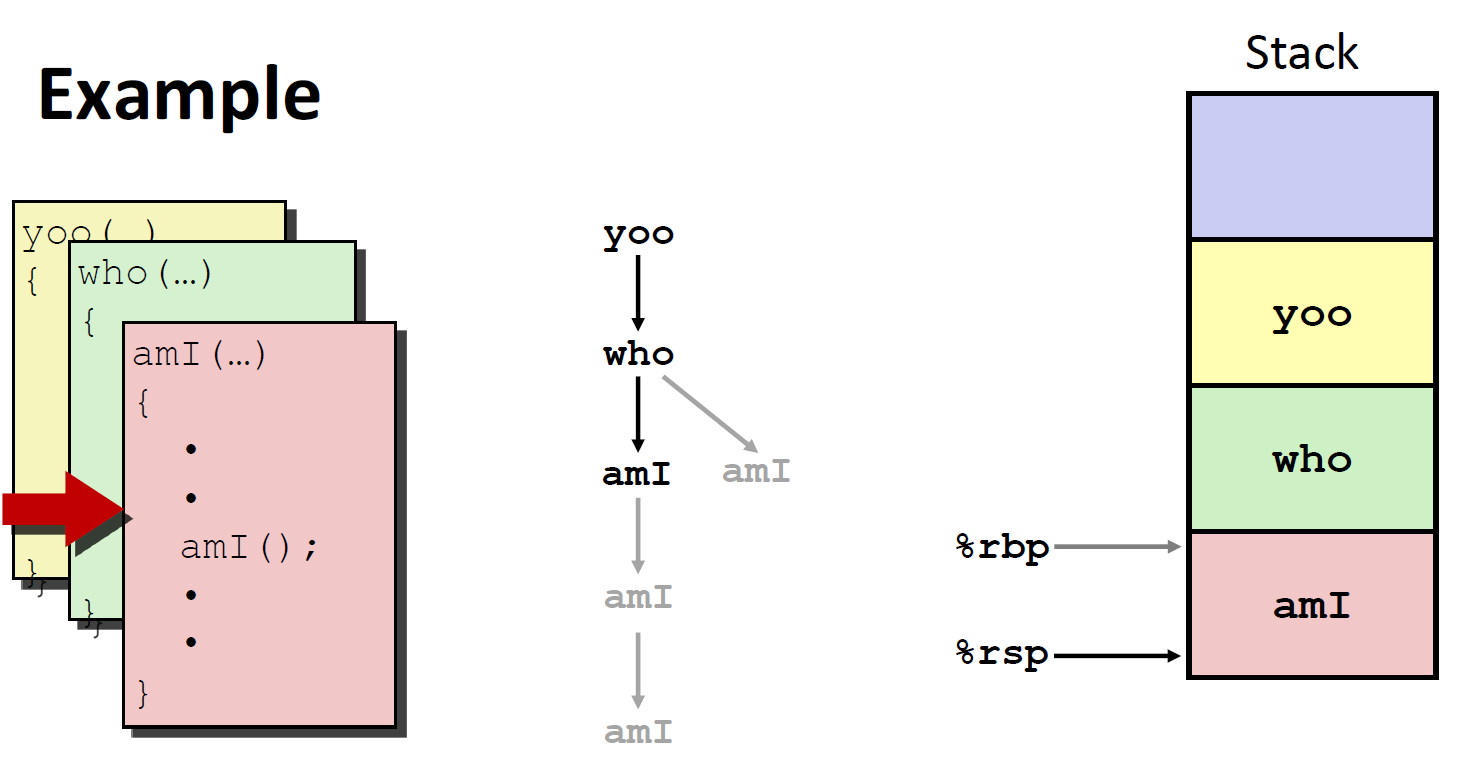 Example
yoo( )
{
}
}
who(…)
{
}
}
amI(…)
{
•
•
amI();
•
•
}
yoo
who
amI
amI
amI
amI
Stack
yoo
who
amI
%rbp
%rsp